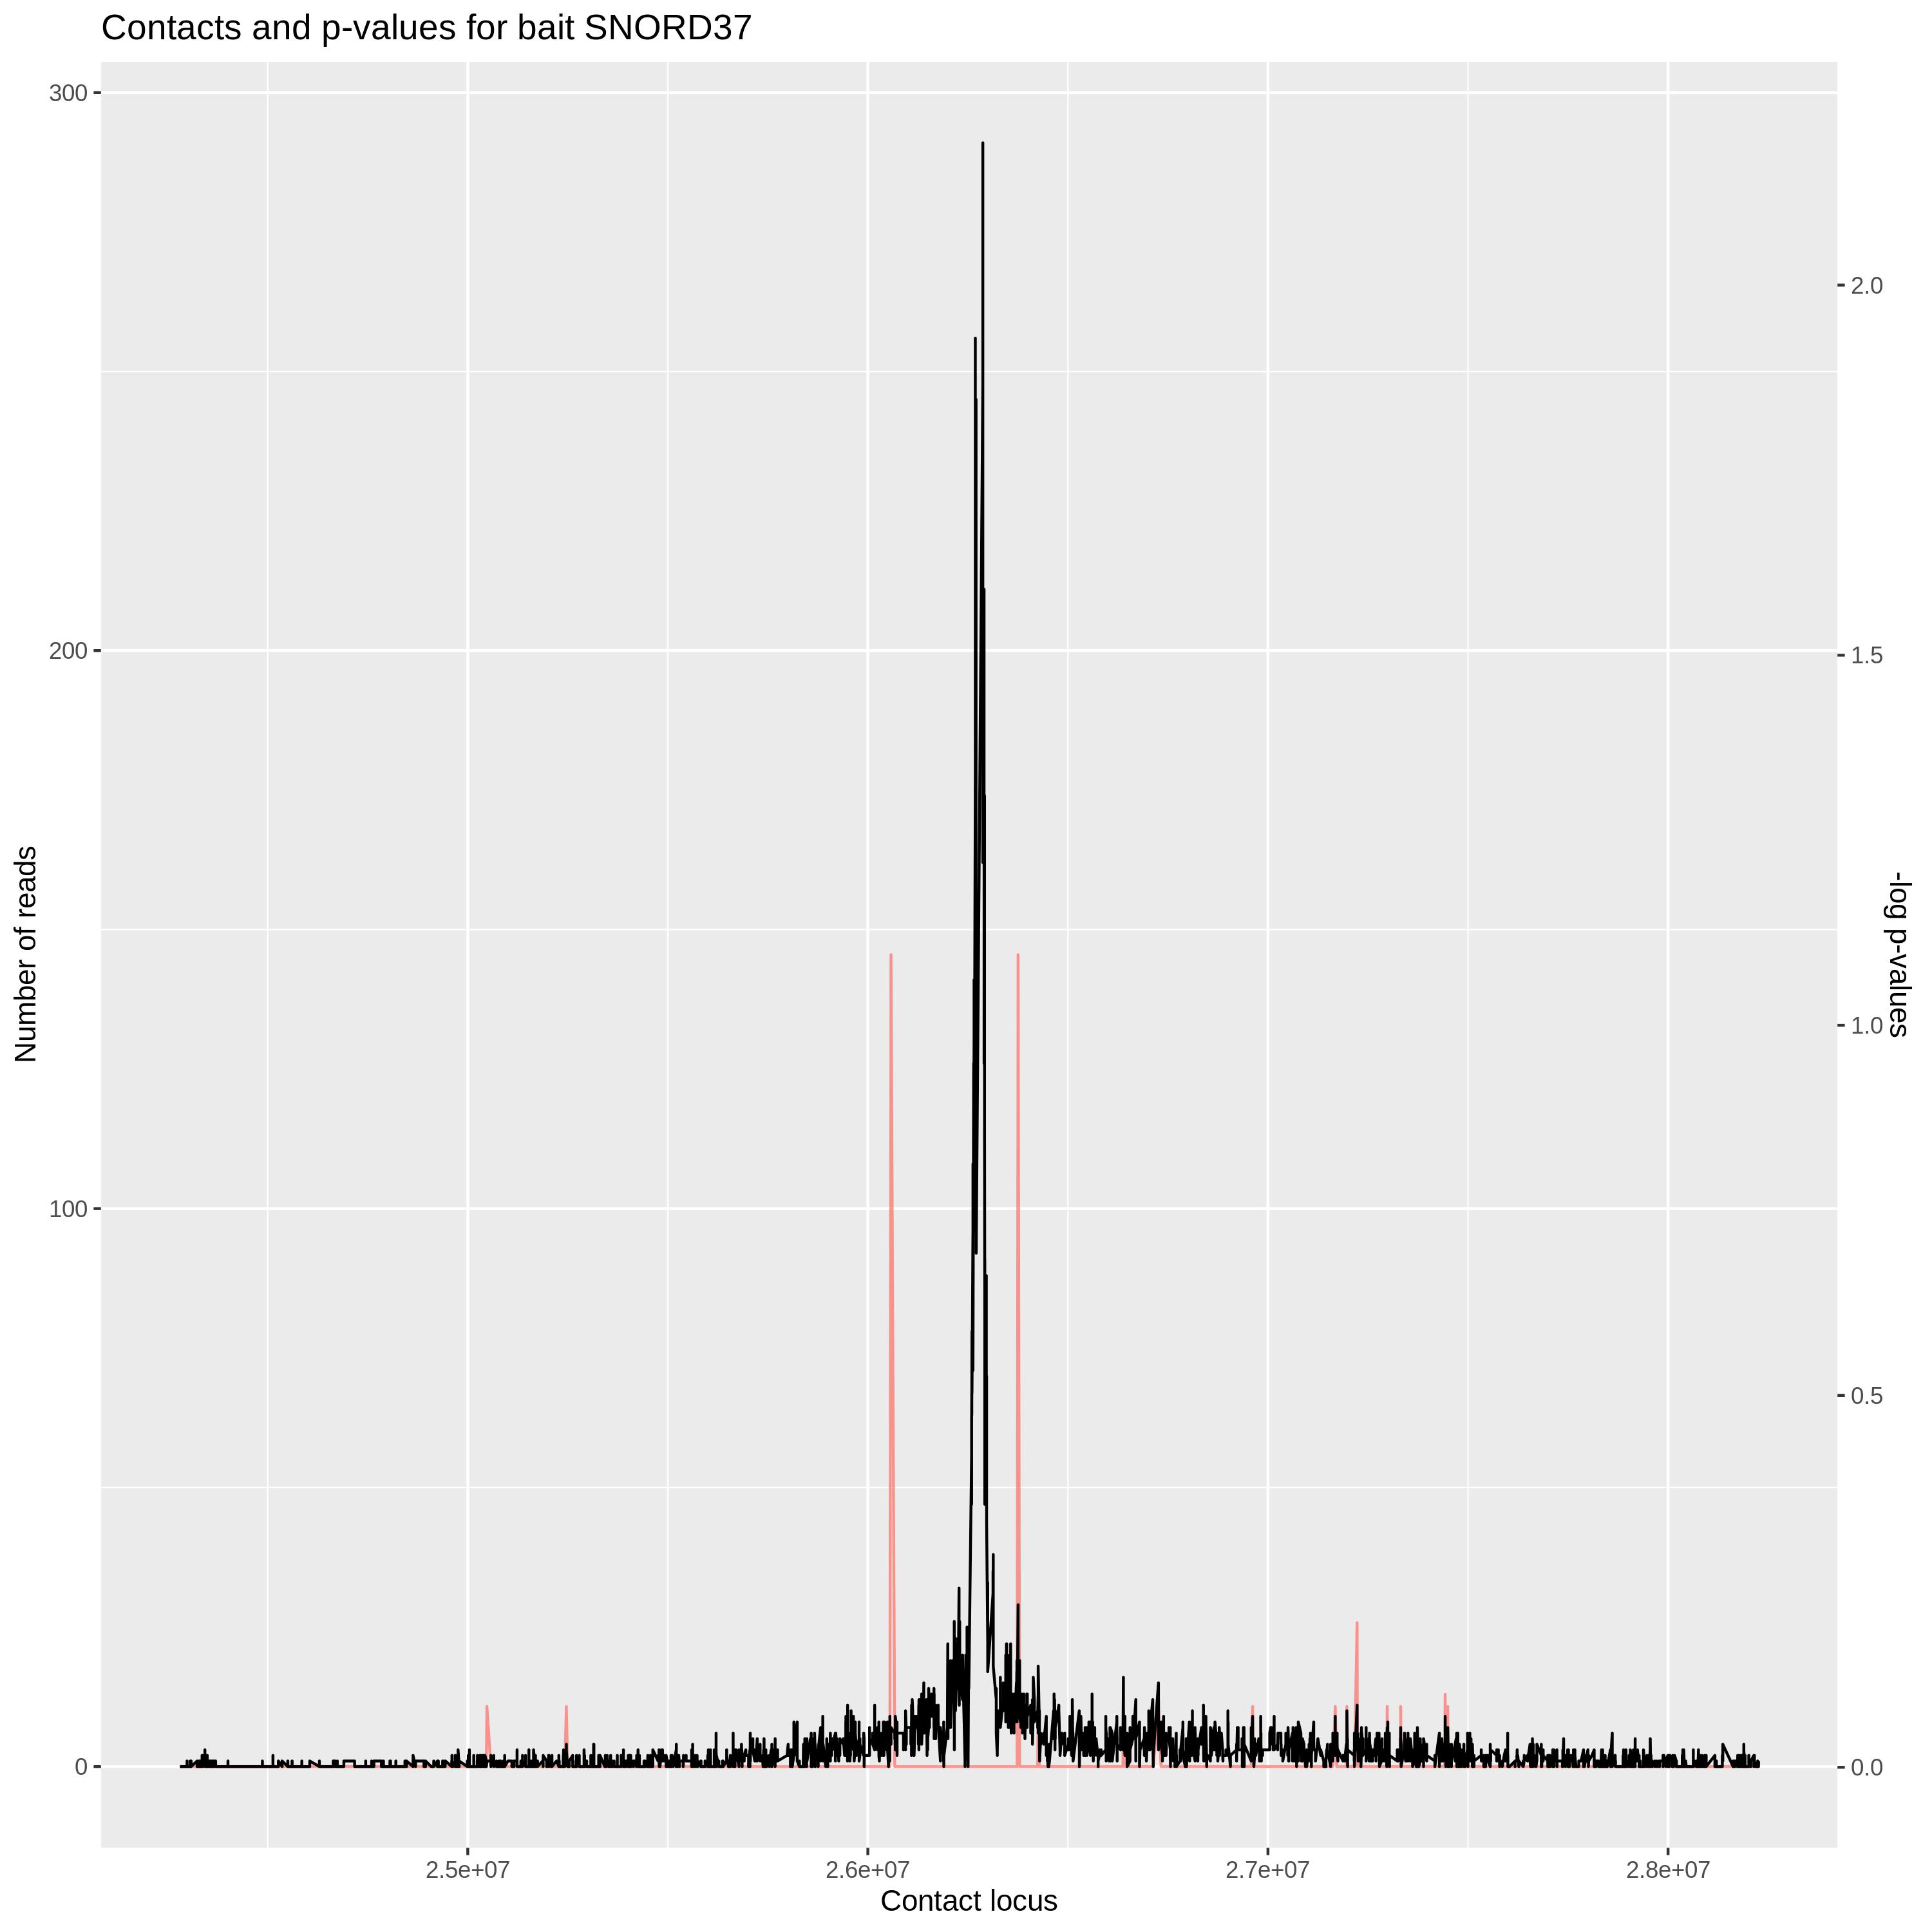 Contacts and p-values for bait SNORD37
300
200
100
0
Number of reads
2.0
1.5
1.0
0.5
0.0
-log p-values
2.5e+07 2.6e+07 2.7e+07 2.8e+07
Contact locus